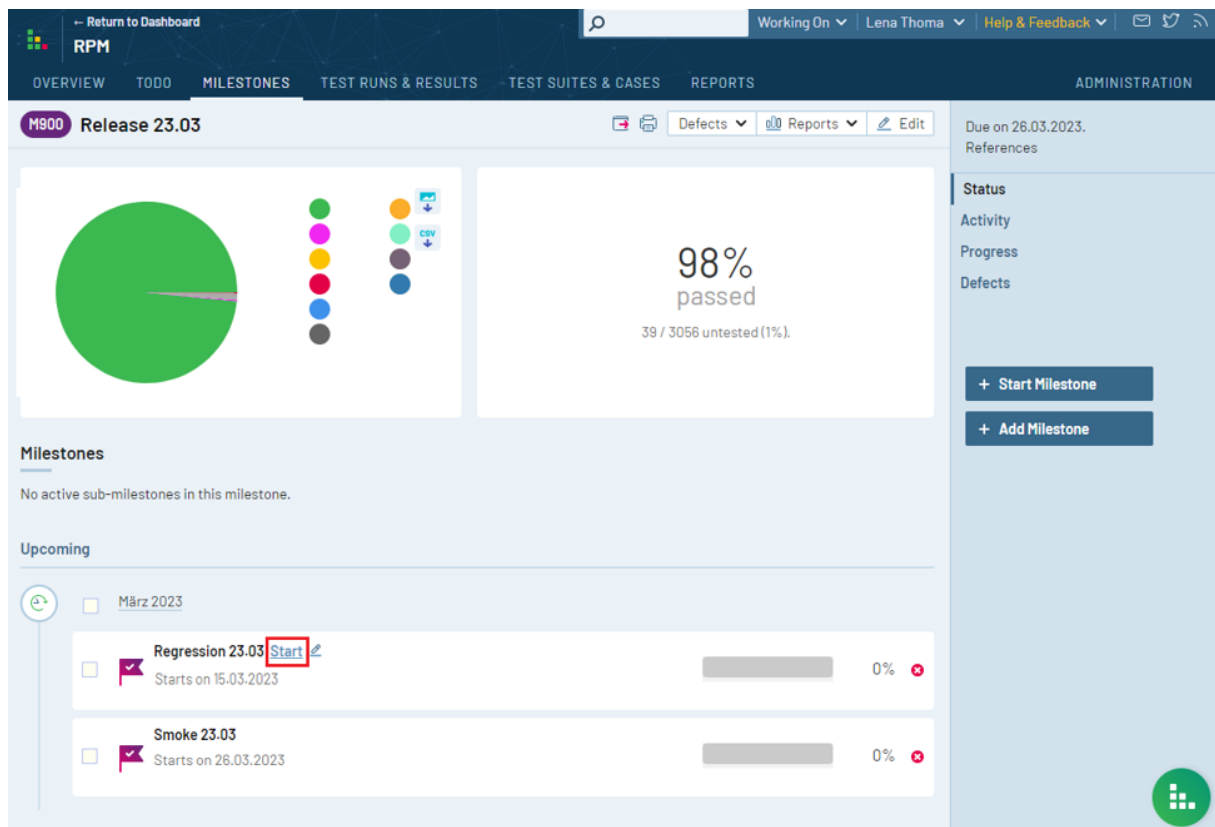 ← Return to Dashboard
RPM
Working On
Lena Thoma
Help & Feedback
OVERVIEW
TODO
MILESTONES
TEST RUNS & RESULTS
TEST SUITES & CASES
REPORTS
ADMINISTRATION
M900 Release 23.03
Defects
Reports
Edit
Due on 26.03.2023.
References
Status
Activity
Progress
Defects
CSV
98%
passed
39 / 3056 untested (1%).
+ Start Milestone
+ Add Milestone
Milestones
No active sub-milestones in this milestone.
Upcoming
März 2023
Regression 23.03 Start
Starts on 15.03.2023
0%
Smoke 23.03
Starts on 26.03.2023
0%